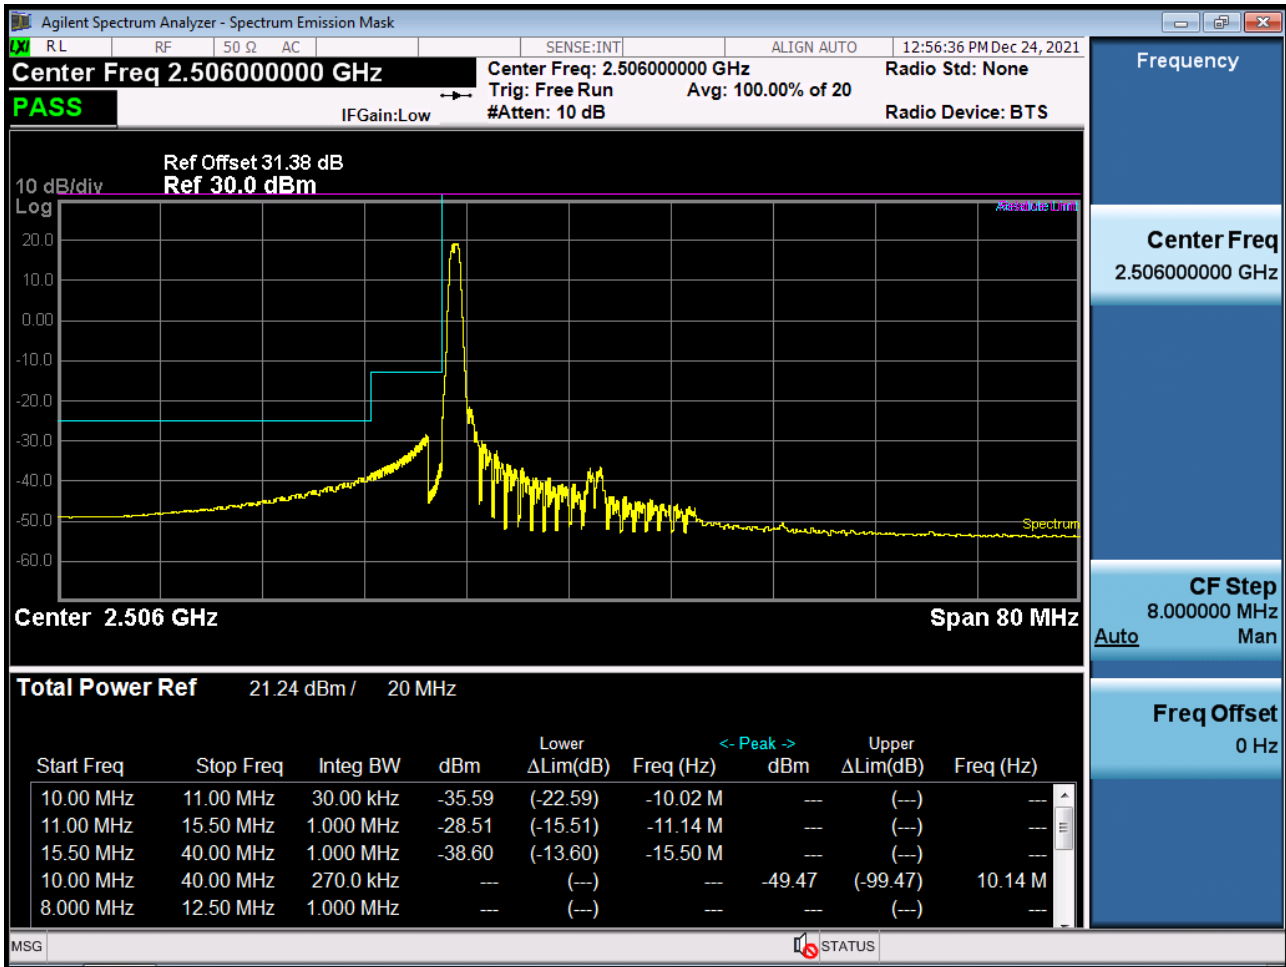 Agilent Spectrum Analyzer - Spectrum Emission Mask
LXI RL RF 50 Ω AC SENSE:INT ALIGN AUTO 12:56:36 PM Dec 24, 2021
Center Freq 2.506000000 GHz
Center Freq: 2.506000000 GHz Radio Std: None
Trig: Free Run Avg: 100.00% of 20
PASS
IFGain:Low #Atten: 10 dB Radio Device: BTS
Ref Offset 31.38 dB
10 dB/div Ref 30.0 dBm
Log
Absolute Limit
20.0
10.0
0.00
-10.0
-20.0
-30.0
-40.0
-50.0
Spectrum
-60.0
Center 2.506 GHz Span 80 MHz
Total Power Ref 21.24 dBm / 20 MHz
Lower <- Peak -> Upper
Start Freq Stop Freq Integ BW dBm ΔLim(dB) Freq (Hz) dBm ΔLim(dB) Freq (Hz)
10.00 MHz 11.00 MHz 30.00 kHz -35.59 (-22.59) -10.02 M --- (---) ---
11.00 MHz 15.50 MHz 1.000 MHz -28.51 (-15.51) -11.14 M --- (---) ---
15.50 MHz 40.00 MHz 1.000 MHz -38.60 (-13.60) -15.50 M --- (---) ---
10.00 MHz 40.00 MHz 270.0 kHz --- (---) --- -49.47 (-99.47) 10.14 M
8.000 MHz 12.50 MHz 1.000 MHz --- (---) --- --- (---) ---
MSG STATUS
Frequency
Center Freq
2.506000000 GHz
CF Step
8.000000 MHz
Auto Man
Freq Offset
0 Hz